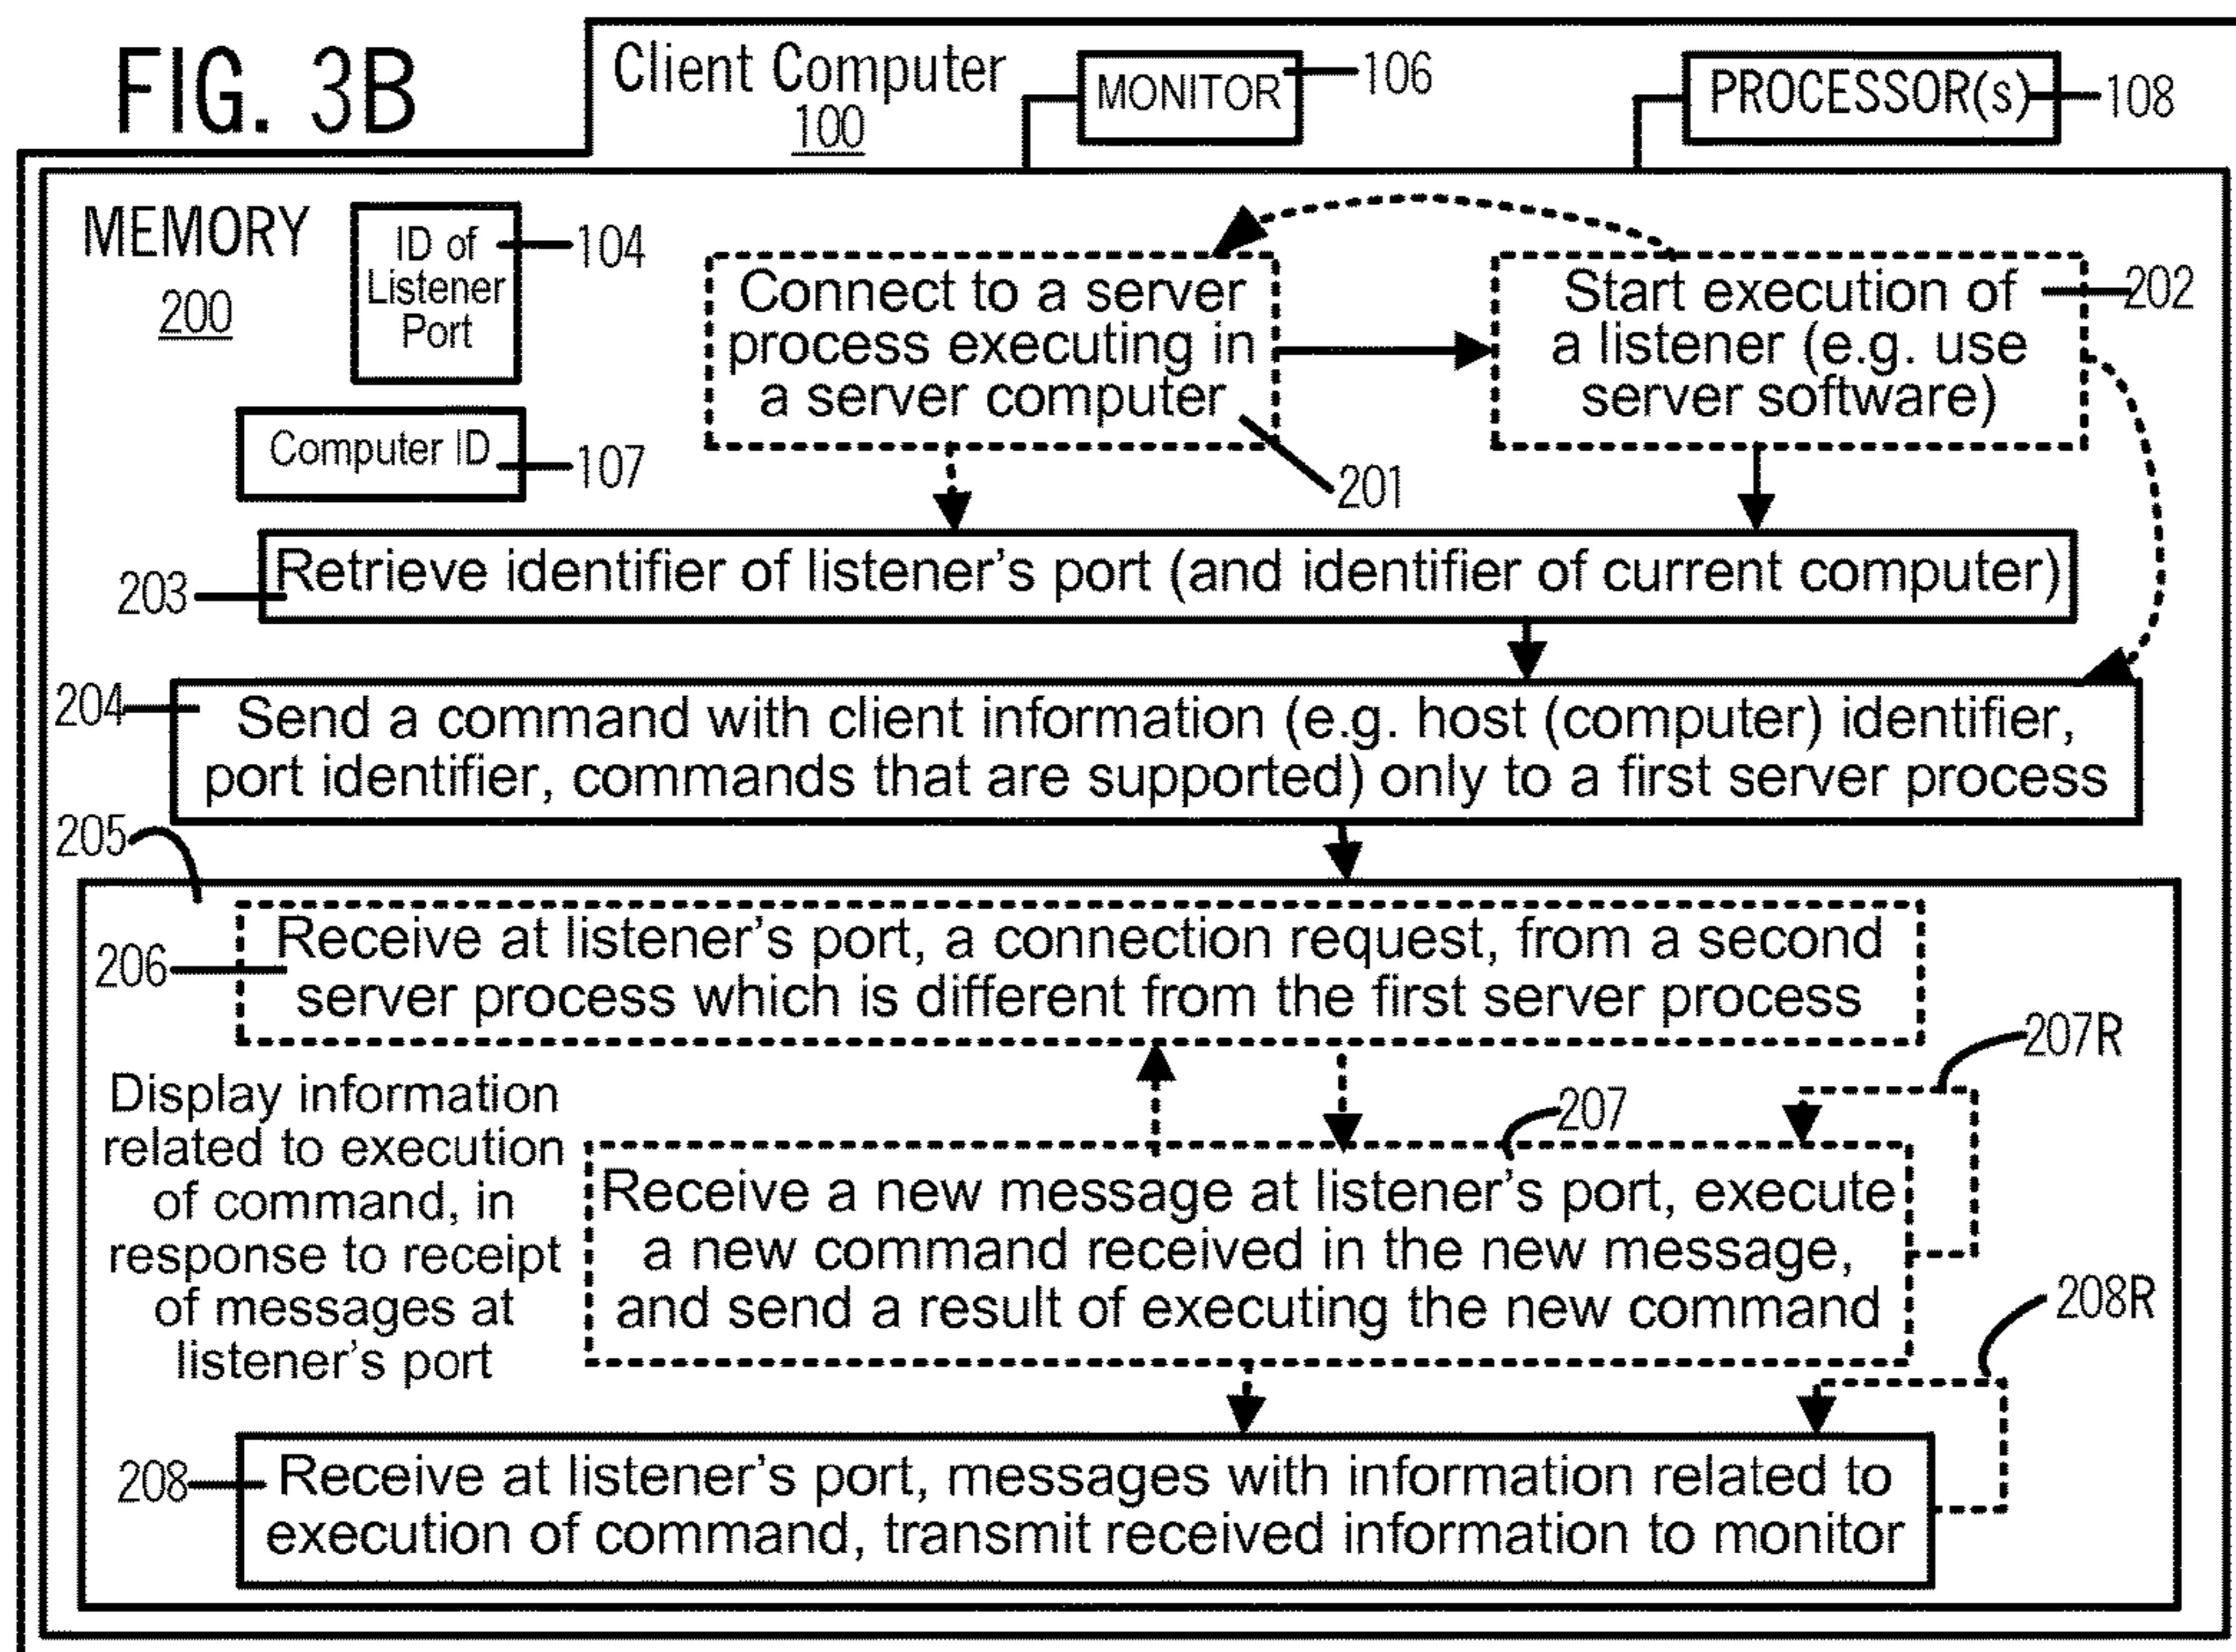 FIG. 3B
Client Computer
100
MONITOR
106
PROCESSOR(s)
108
MEMORY
200
ID of
Listener
Port
104
Computer ID
107
Connect to a server
process executing in
a server computer
201
Start execution of
a listener (e.g. use
server software)
202
203
Retrieve identifier of listener's port (and identifier of current computer)
204
Send a command with client information (e.g. host (computer) identifier,
port identifier, commands that are supported) only to a first server process
205
206
Receive at listener's port, a connection request, from a second
server process which is different from the first server process
207R
Display information
related to execution
of command, in
response to receipt
of messages at
listener's port
207
Receive a new message at listener's port, execute
a new command received in the new message,
and send a result of executing the new command
208R
208
Receive at listener's port, messages with information related to
execution of command, transmit received information to monitor